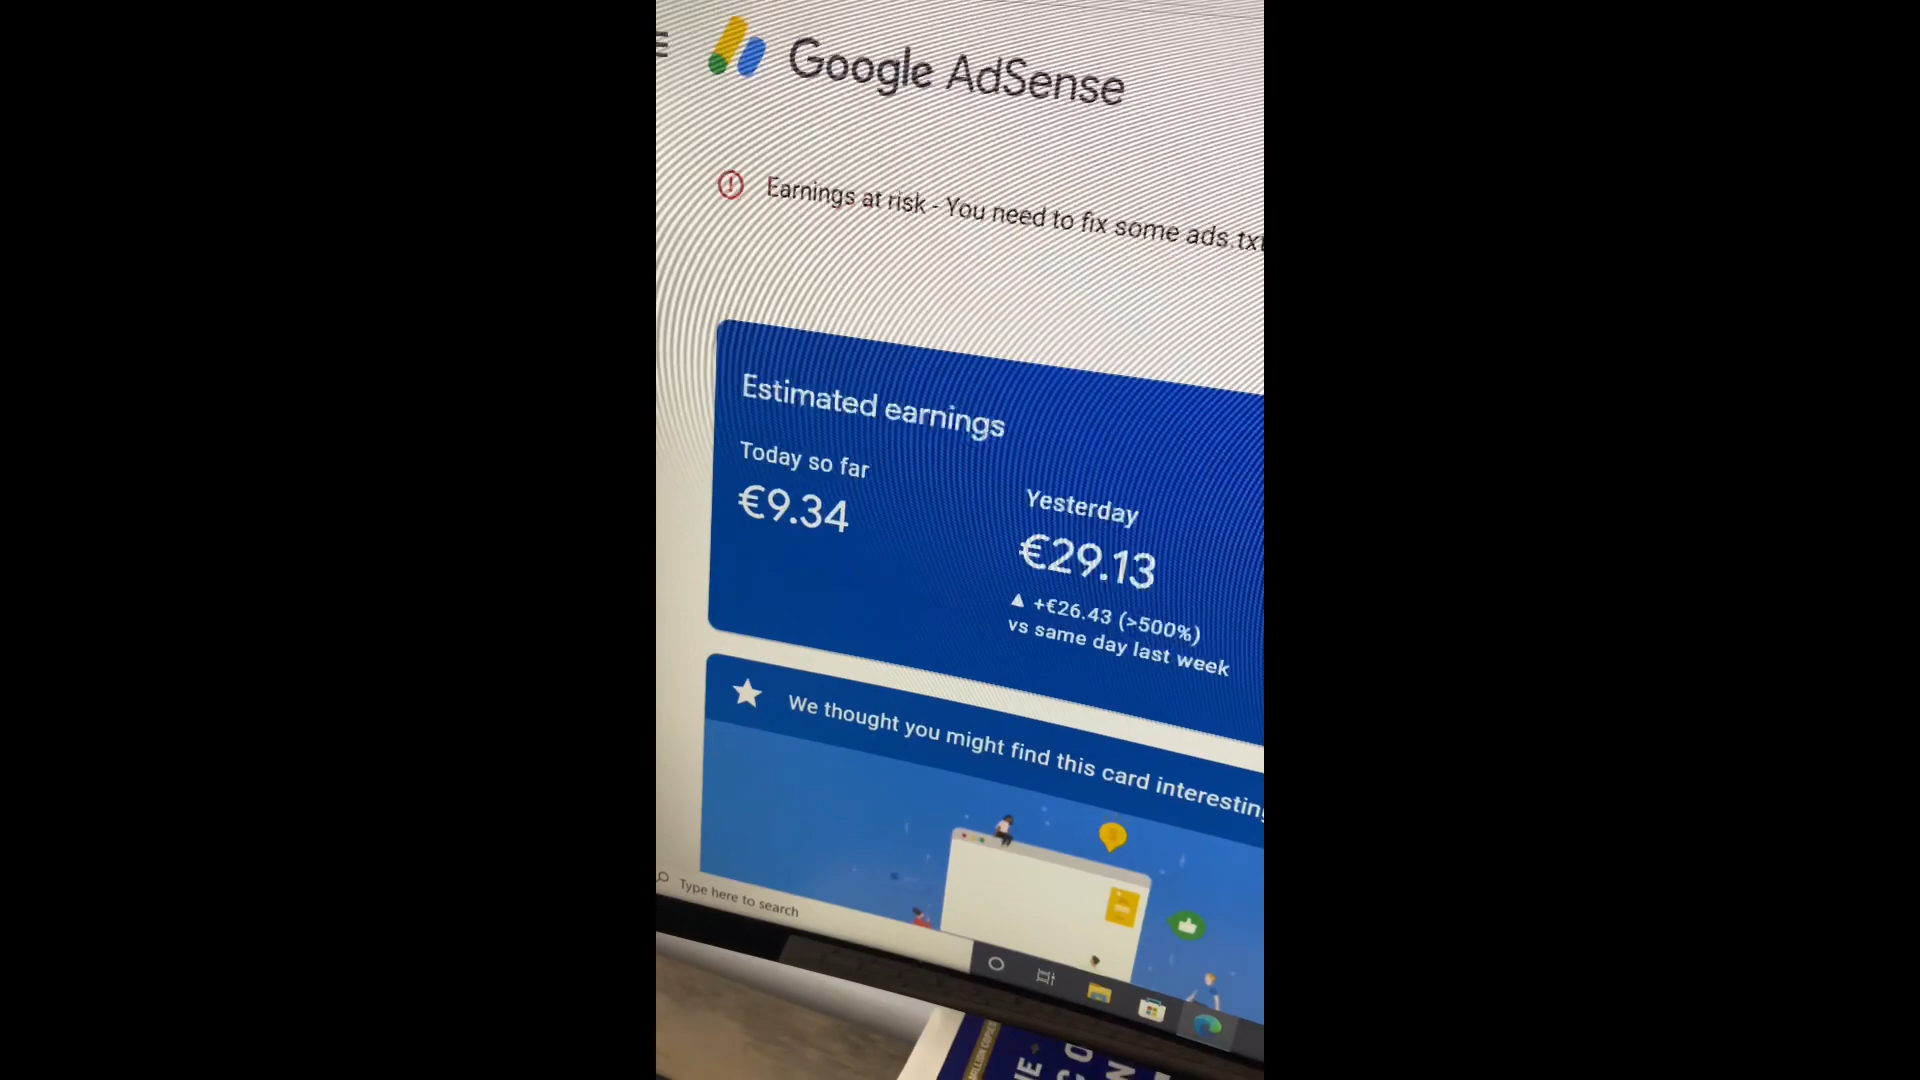 Google AdSense
Earnings at risk - You need to fix some ads.txt
Estimated earnings
Today so far
€9.34
Yesterday
€29.13
▲ +€26.43 (>500%)
vs same day last week
We thought you might find this card interesting
Type here to search
MILLION COPIES